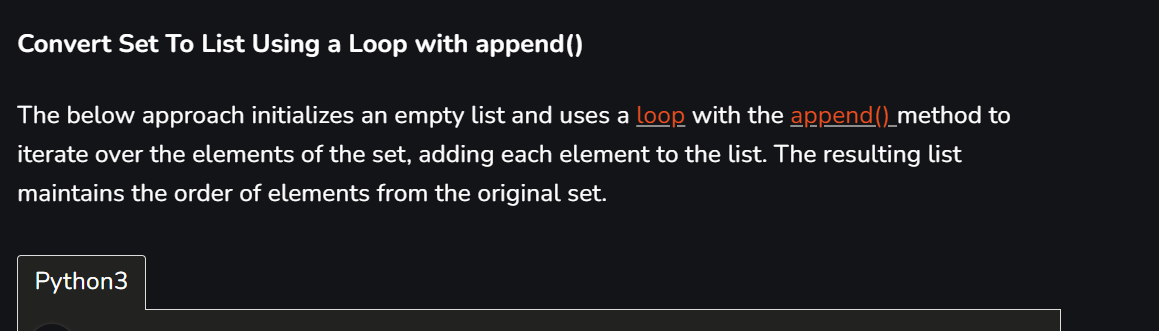 Convert Set To List Using a Loop with append()
The below approach initializes an empty list and uses a loop with the append() method to
iterate over the elements of the set, adding each element to the list. The resulting list
maintains the order of elements from the original set.
Python3